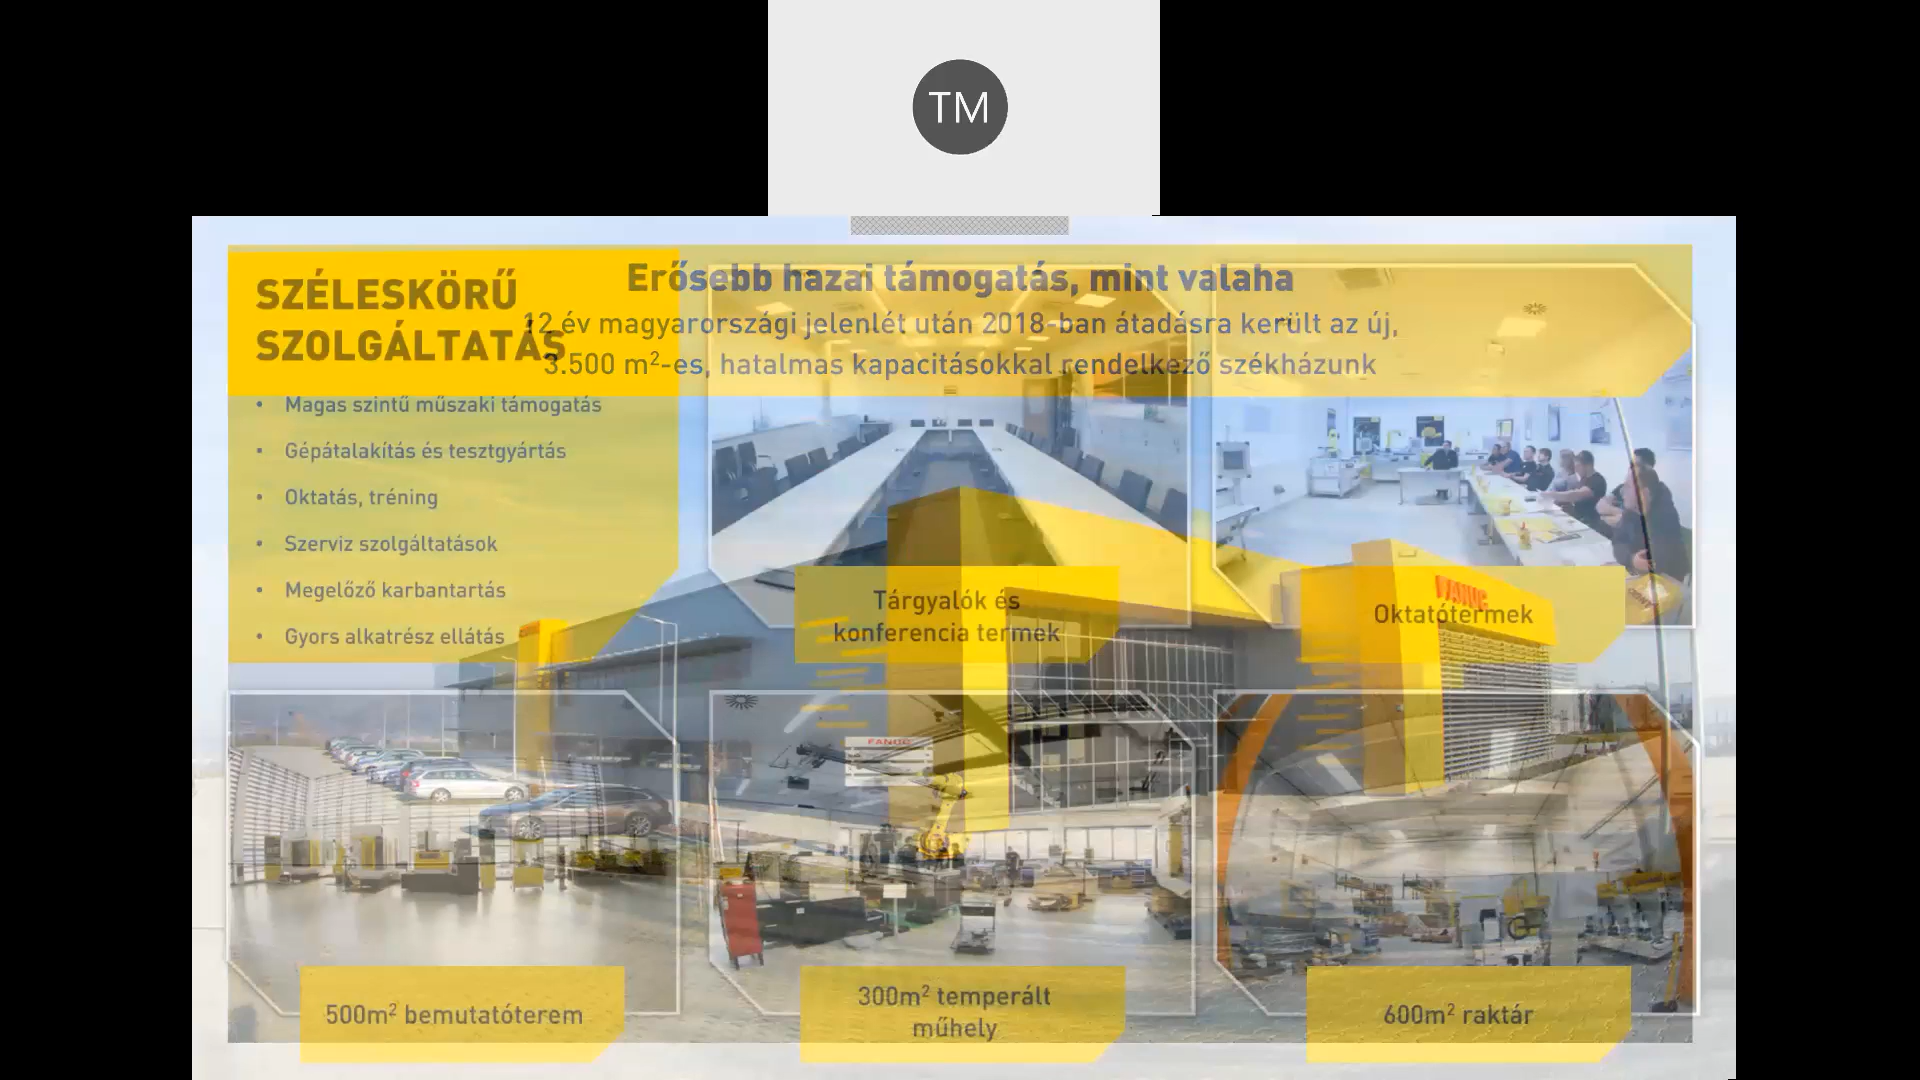 TM
SZÉLESKÖRŰ
SZOLGÁLTATÁS
Erősebb hazai támogatás, mint valaha
12 év magyarországi jelenlét után 2018-ban átadásra került az új,
3.500 m²-es, hatalmas kapacitásokkal rendelkező székházunk
• Magas szintű műszaki támogatás
• Gépátalakítás és tesztgyártás
• Oktatás, tréning
• Szerviz szolgáltatások
• Megelőző karbantartás
• Gyors alkatrész ellátás
Tárgyalók és
konferencia termek
FANUC
Oktatótermek
FANUC
500m² bemutatóterem
300m² temperált
műhely
600m² raktár